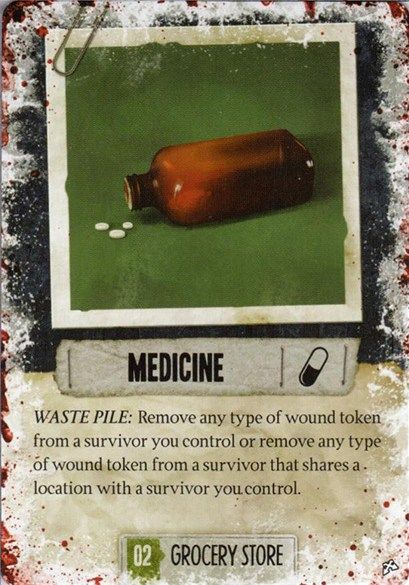 MEDICINE
WASTE PILE: Remove any type of wound token
from a survivor you control or remove any type
of wound token from a survivor that shares a
location with a survivor you control.
02 GROCERY STORE